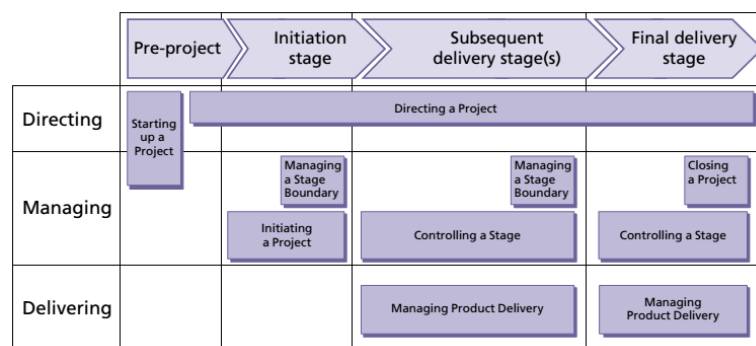 Pre-project
Initiation
stage
Subsequent
delivery stage(s)
Final delivery
stage
Directing
Starting
up a
Project
Directing a Project
Managing
Managing
a Stage
Boundary
Managing
a Stage
Boundary
Closing
a Project
Initiating
a Project
Controlling a Stage
Controlling a Stage
Delivering
Managing Product Delivery
Managing
Product Delivery